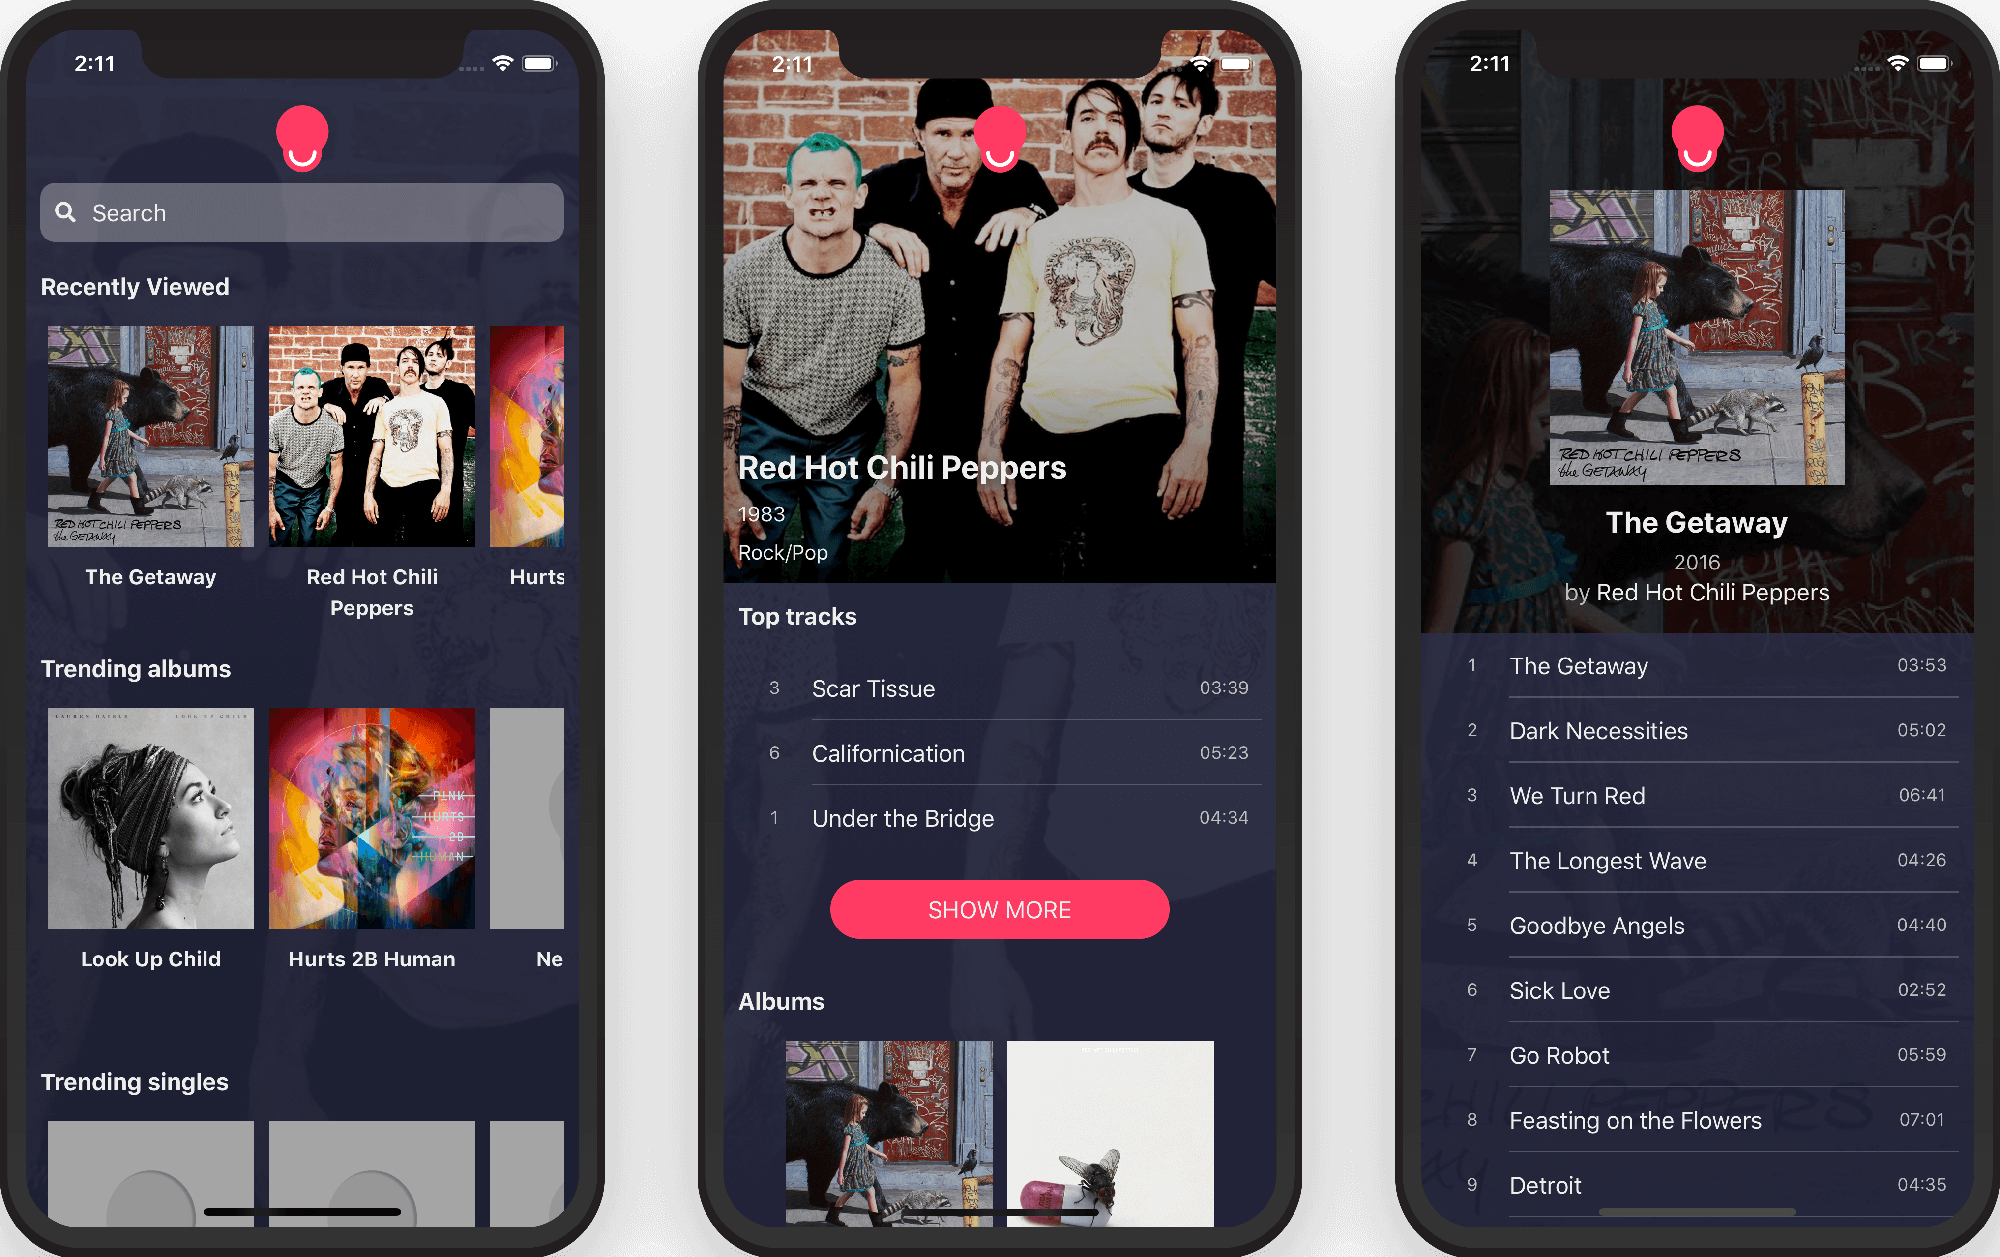 2:11
Search
Recently Viewed
RED HOT CHILI PEPPERS
the GETAWAY
The Getaway
Red Hot Chili
Peppers
Hurts
Trending albums
LAUREN DAIGLE LOOK UP CHILD
P!NK
HURTS
2B
HUMAN
Look Up Child
Hurts 2B Human
Ne
Trending singles
2:11
Red Hot Chili Peppers
1983
Rock/Pop
Top tracks
3 Scar Tissue 03:39
6 Californication 05:23
1 Under the Bridge 04:34
SHOW MORE
Albums
2:11
RED HOT CHILI PEPPERS
the GETAWAY
The Getaway
2016
by Red Hot Chili Peppers
1 The Getaway 03:53
2 Dark Necessities 05:02
3 We Turn Red 06:41
4 The Longest Wave 04:26
5 Goodbye Angels 04:40
6 Sick Love 02:52
7 Go Robot 05:59
8 Feasting on the Flowers 07:01
9 Detroit 04:35